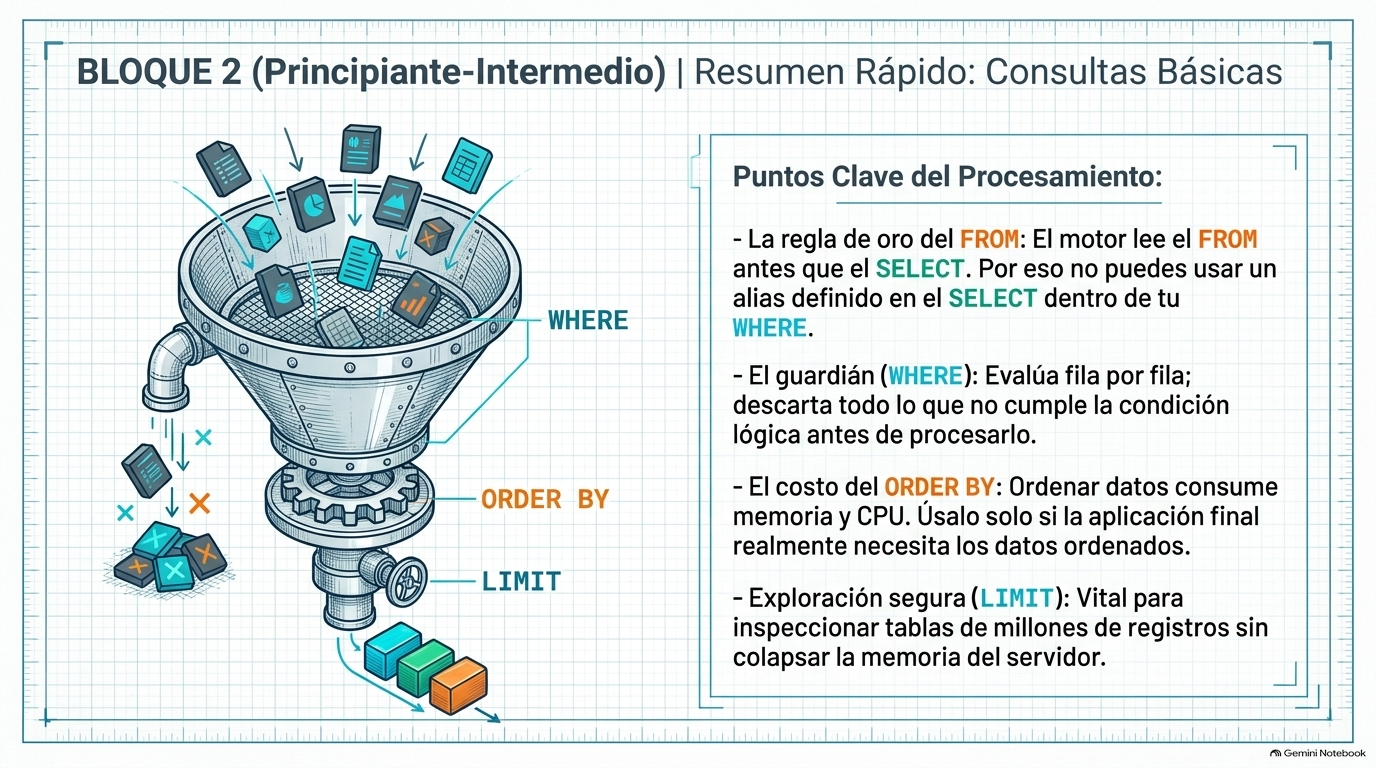 BLOQUE 2 (Principiante-Intermedio) | Resumen Rápido: Consultas Básicas
WHERE
ORDER BY
LIMIT
Puntos Clave del Procesamiento:
- La regla de oro del FROM: El motor lee el FROM
antes que el SELECT. Por eso no puedes usar un
alias definido en el SELECT dentro de tu
WHERE.
- El guardián (WHERE): Evalúa fila por fila;
descarta todo lo que no cumple la condición
lógica antes de procesarlo.
- El costo del ORDER BY: Ordenar datos consume
memoria y CPU. Úsalo solo si la aplicación final
realmente necesita los datos ordenados.
- Exploración segura (LIMIT): Vital para
inspeccionar tablas de millones de registros sin
colapsar la memoria del servidor.
Gemini Notebook